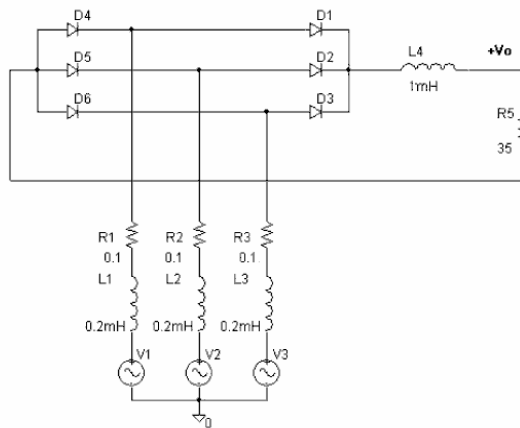 D4 D1
D5 D2
D6 D3
L4 +Vo
1mH
R5
35
R1 R2 R3
0.1 0.1 0.1
L1 L2 L3
0.2mH 0.2mH 0.2mH
V1 V2 V3
0